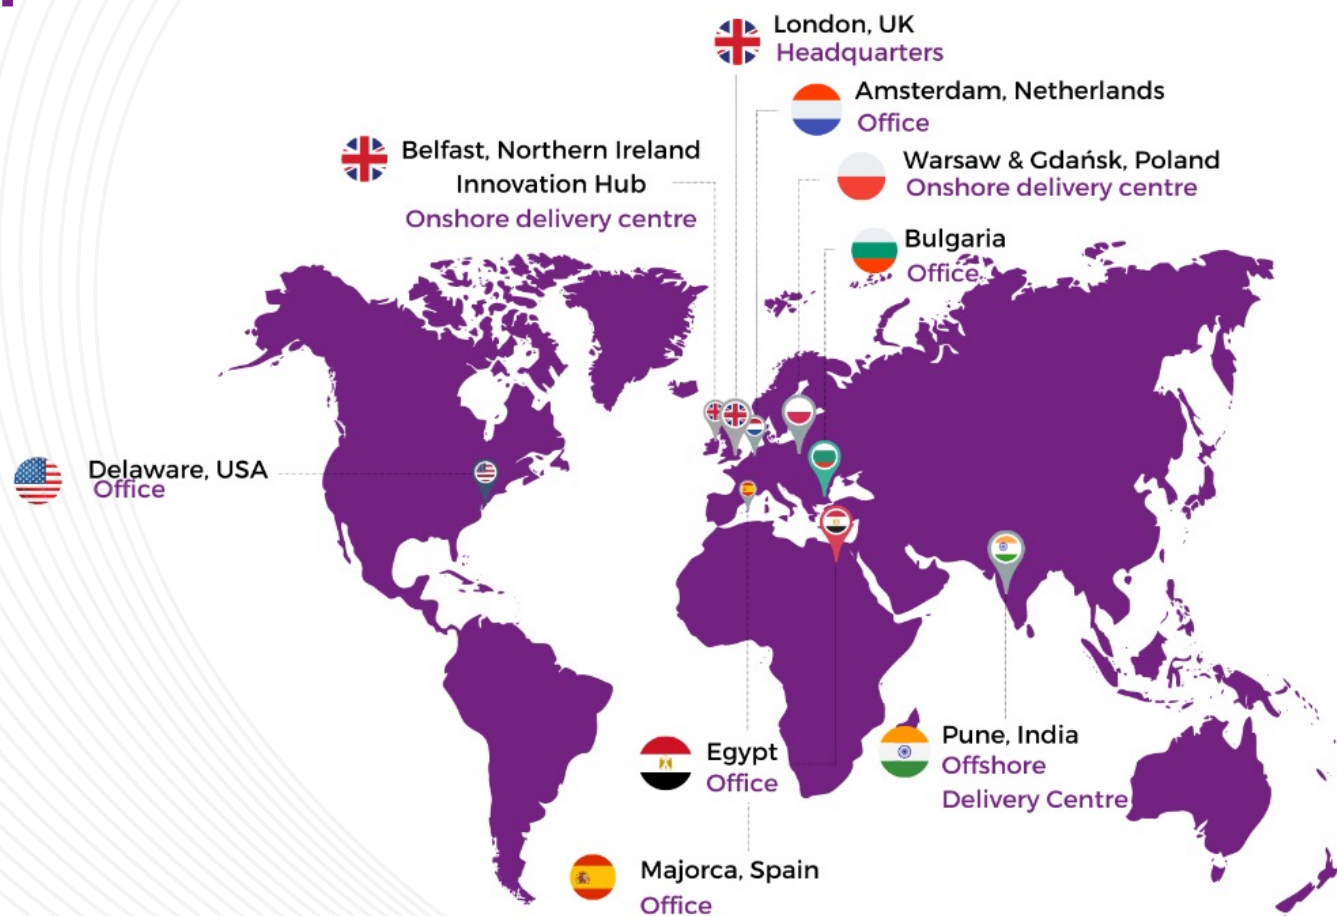 London, UK
Headquarters
Amsterdam, Netherlands
Office
Belfast, Northern Ireland
Innovation Hub
Onshore delivery centre
Warsaw & Gdańsk, Poland
Onshore delivery centre
Bulgaria
Office
Delaware, USA
Office
Egypt
Office
Pune, India
Offshore
Delivery Centre
Majorca, Spain
Office